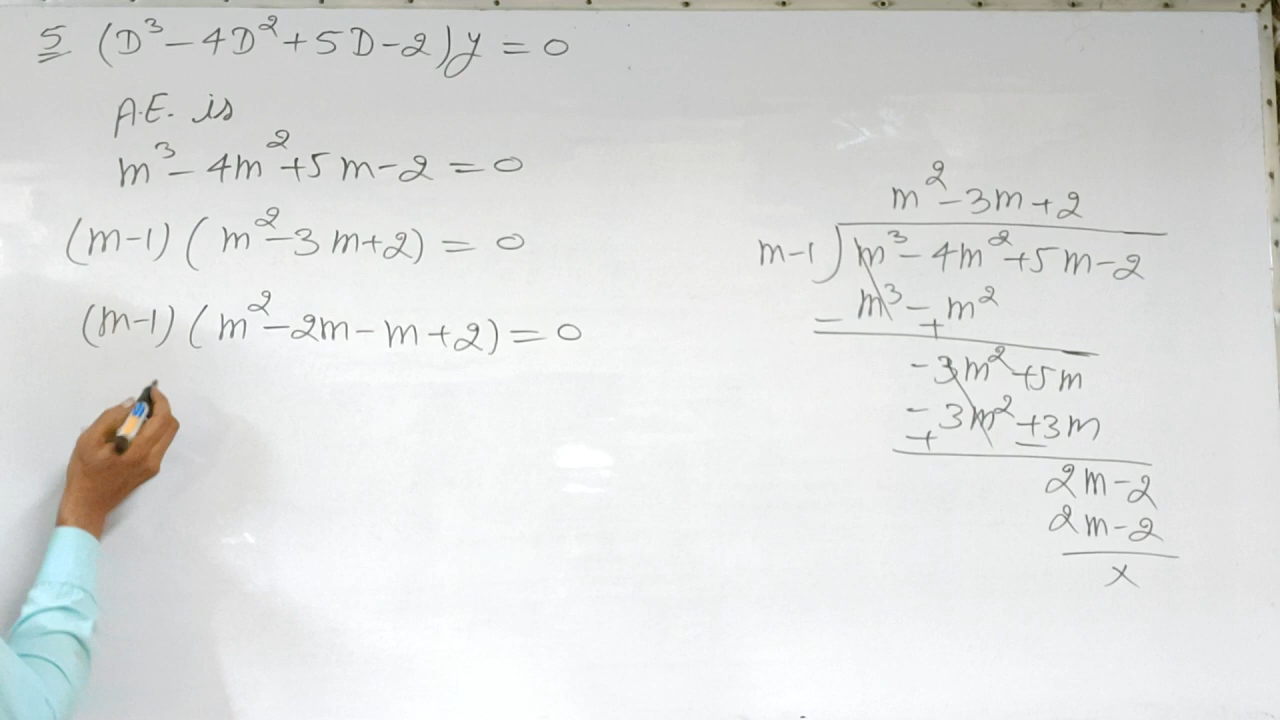 5 (D³-4D²+5D-2)y = 0
A.E. is
m³-4m²+5m-2=0
(m-1)(m²-3m+2) = 0
(m-1)(m²-2m-m+2)=0
m²-3m+2
m-1)m³-4m²+5m-2
m³-m²
- +
-3m²+5m
-3m²+3m
+ -
2m-2
2m-2
x